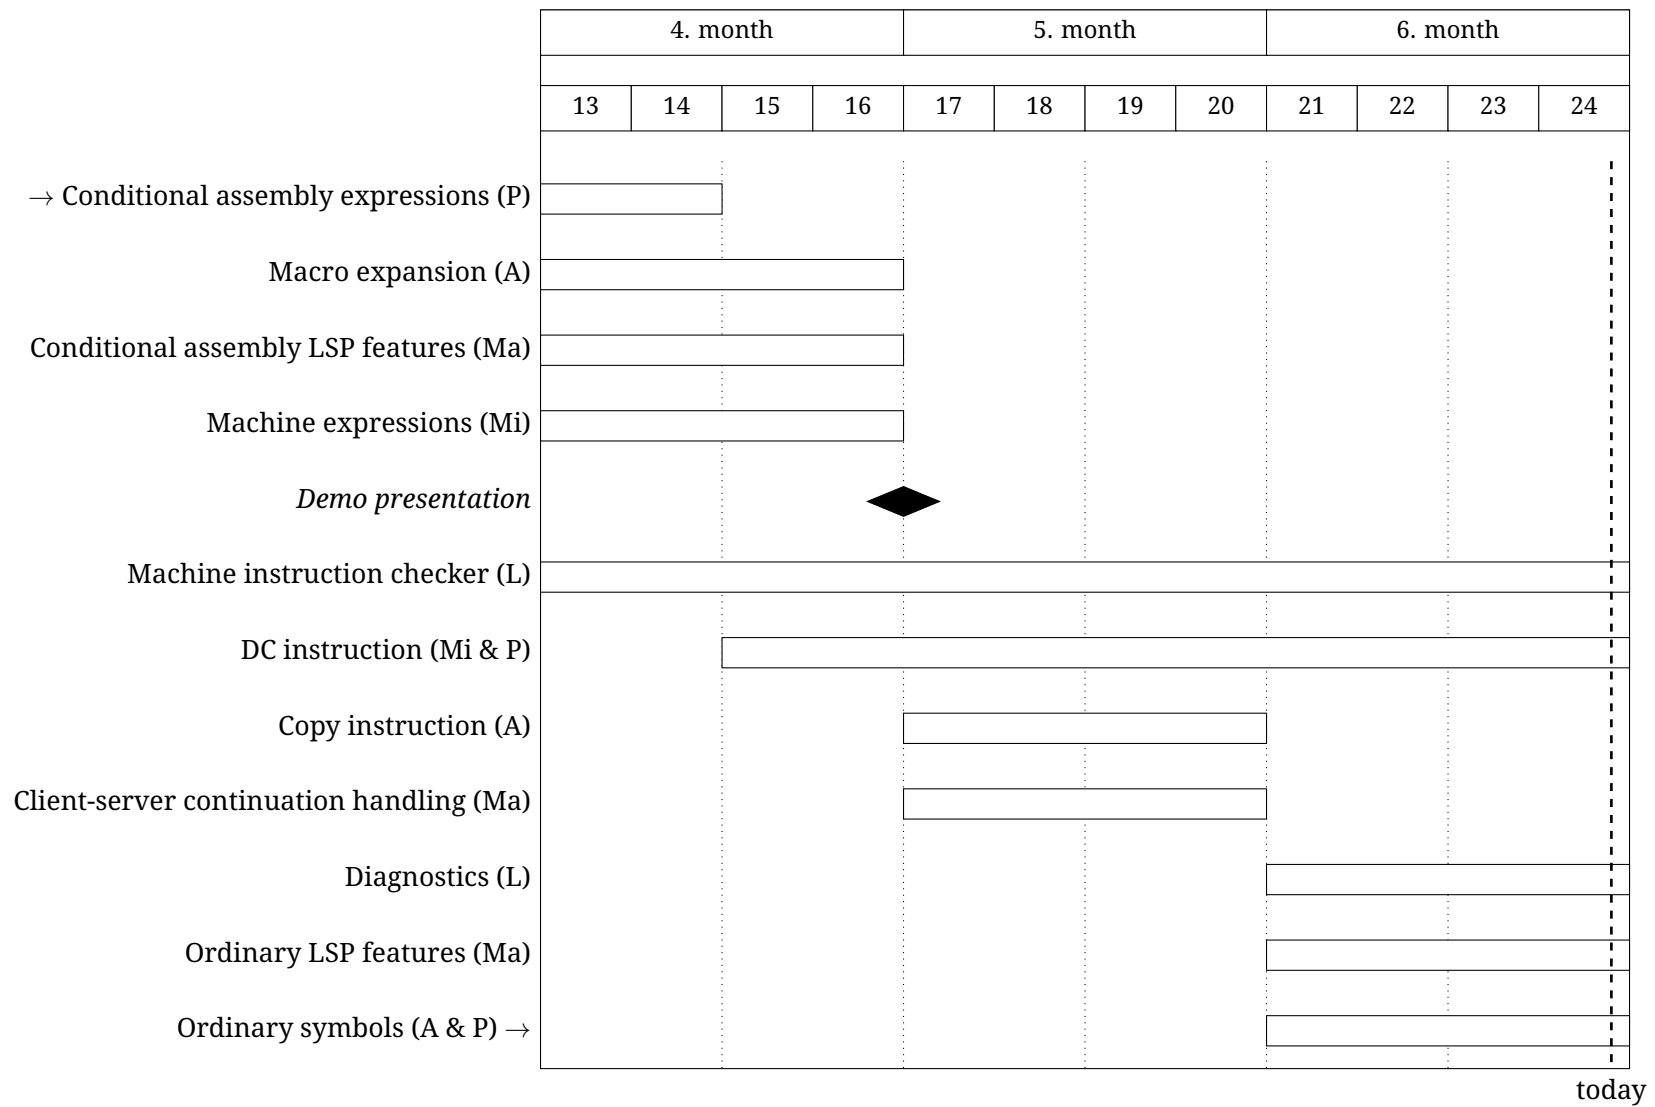 4. month 5. month 6. month
13 14 15 16 17 18 19 20 21 22 23 24
→ Conditional assembly expressions (P)
Macro expansion (A)
Conditional assembly LSP features (Ma)
Machine expressions (Mi)
Demo presentation
Machine instruction checker (L)
DC instruction (Mi & P)
Copy instruction (A)
Client-server continuation handling (Ma)
Diagnostics (L)
Ordinary LSP features (Ma)
Ordinary symbols (A & P) →
today